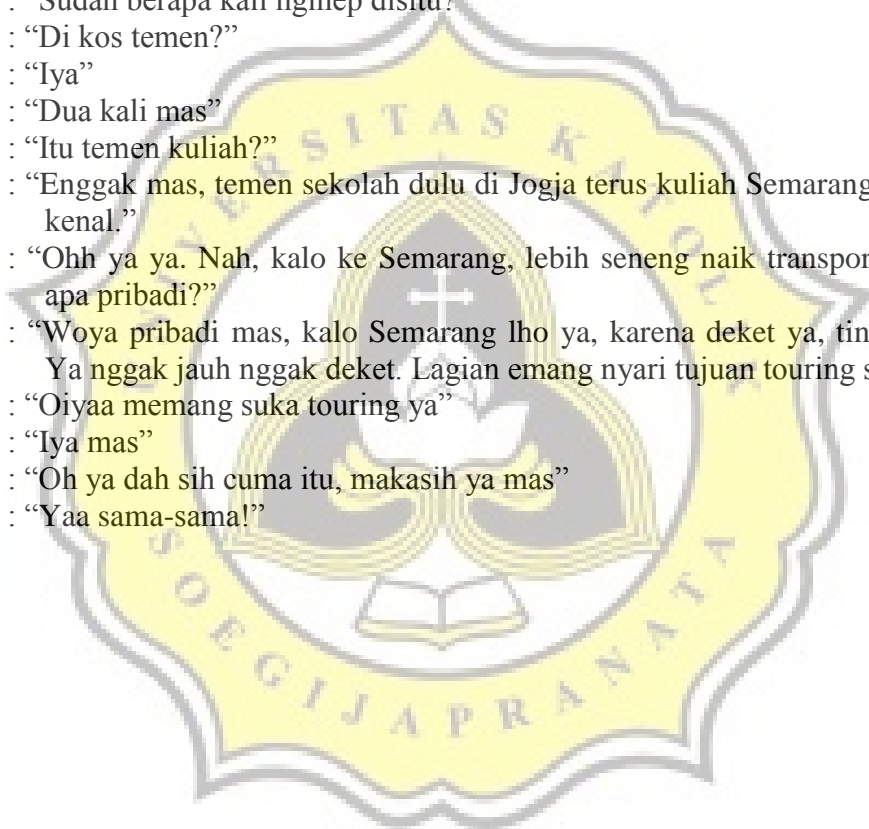 : “Sudah berapa kali nginep disitu?”
: “Di kos temen?”
: “Iya”
: “Dua kali mas”
: “Itu temen kuliah?”
: “Enggak mas, temen sekolah dulu di Jogja terus kuliah Semarang
kenal.”
: “Ohh ya ya. Nah, kalo ke Semarang, lebih seneng naik transpor
apa pribadi?”
: “Woya pribadi mas, kalo Semarang lho ya, karena deket ya, tin
Ya nggak jauh nggak deket. Lagian emang nyari tujuan touring s
: “Oiyaa memang suka touring ya”
: “Iya mas”
: “Oh ya dah sih cuma itu, makasih ya mas”
: “Yaa sama-sama!”
UNIVERSITAS KATOLIK
SOEGIJAPRANATA